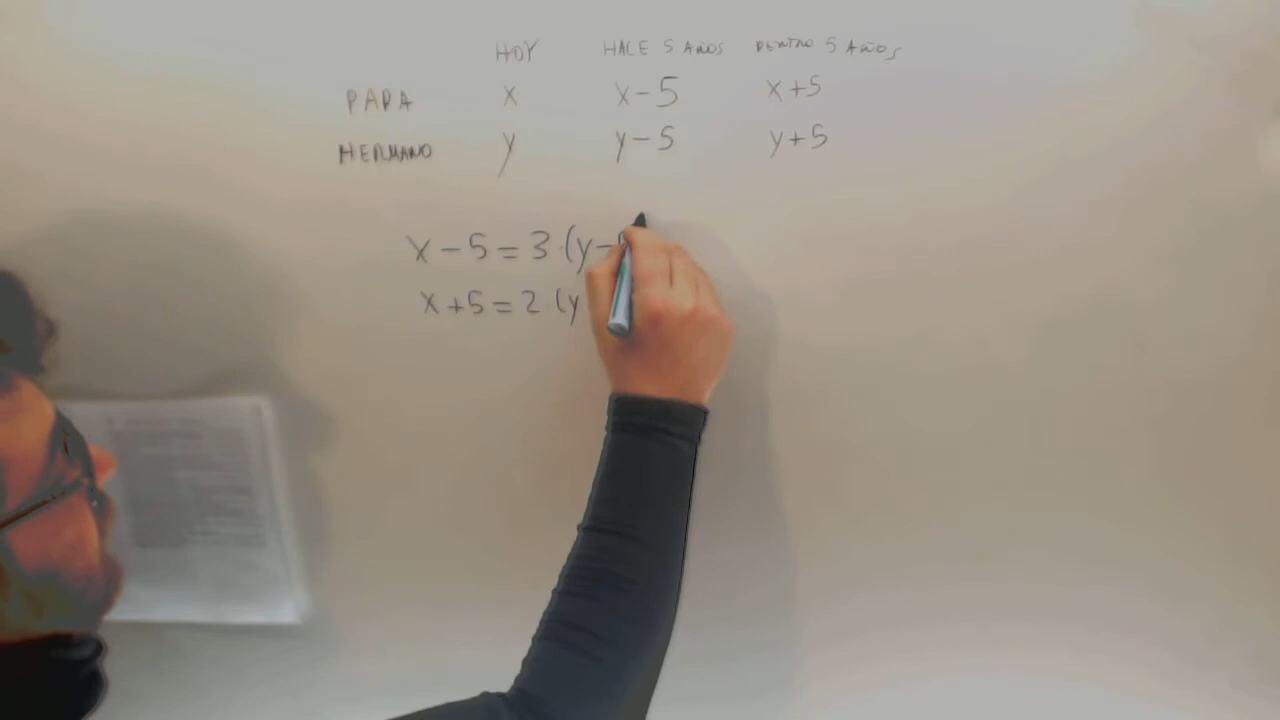 HOY HACE 5 AÑOS DENTRO 5 AÑOS
PAPA x x-5 x+5
HERMANO y y-5 y+5
x-5=3(y-
x+5=2(y